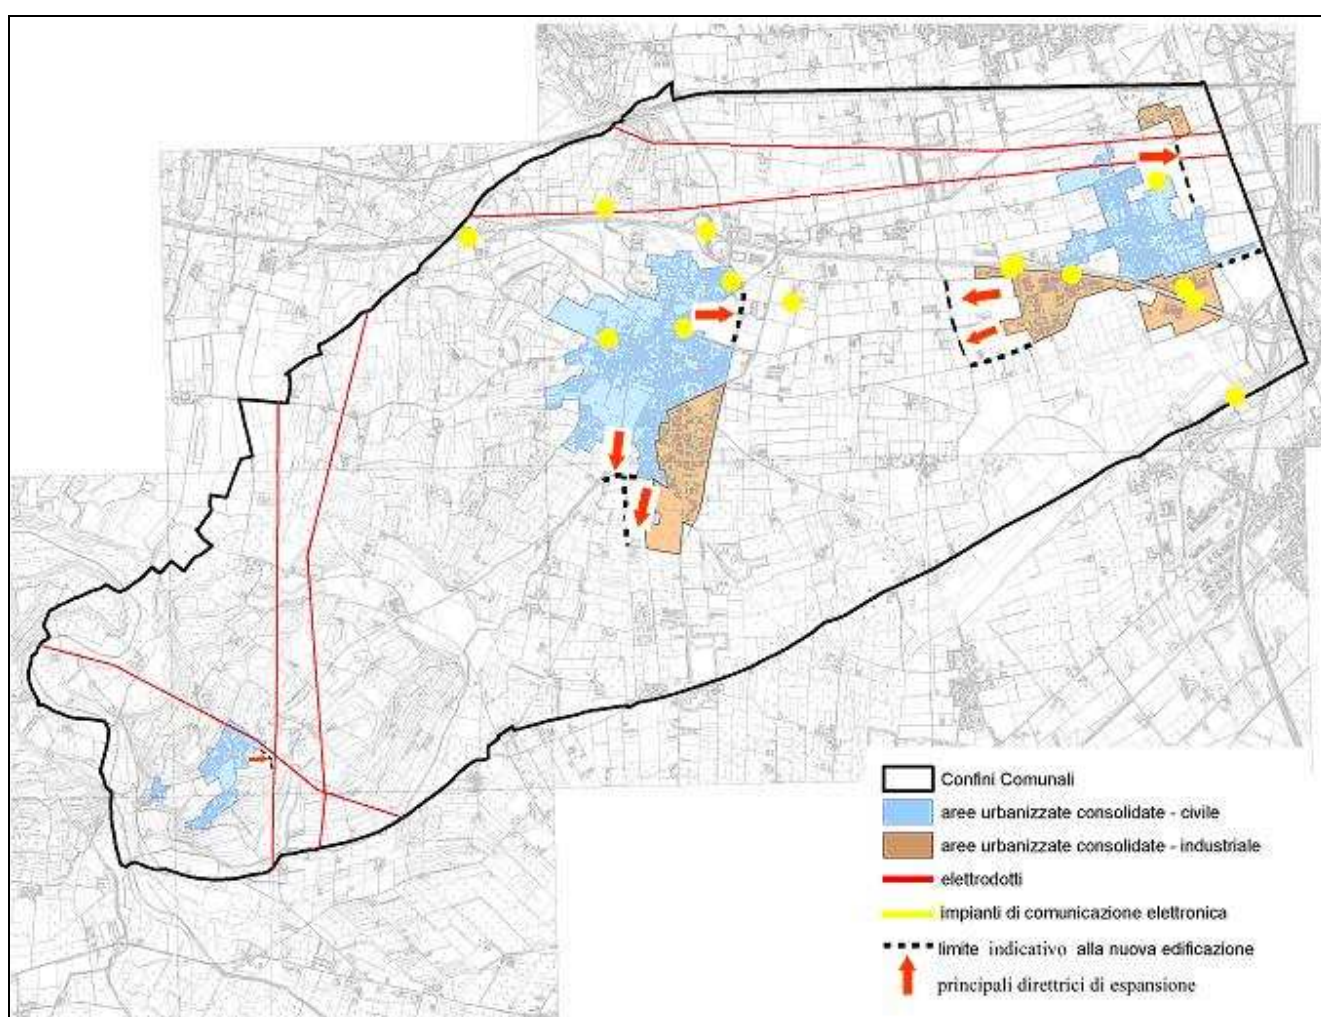 Confini Comunali
aree urbanizzate consolidate - civile
aree urbanizzate consolidate - industriale
elettrodotti
impianti di comunicazione elettronica
limite indicativo alla nuova edificazione
principali direttrici di espansione